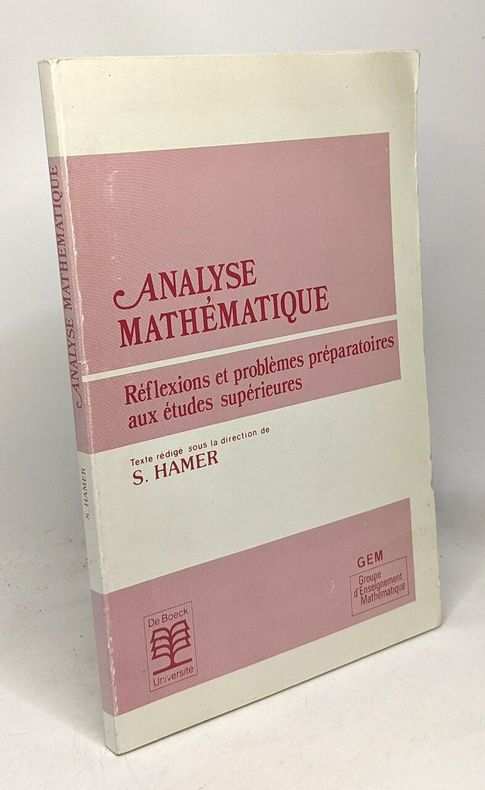 ANALYSE
MATHÉMATIQUE
Réflexions et problèmes préparatoires
aux études supérieures
Texte rédigé sous la direction de
S. HAMER
GEM
Groupe
d'Enseignement
Mathématique
De Boeck
Université
ANALYSE MATHÉMATIQUE
S. HAMER